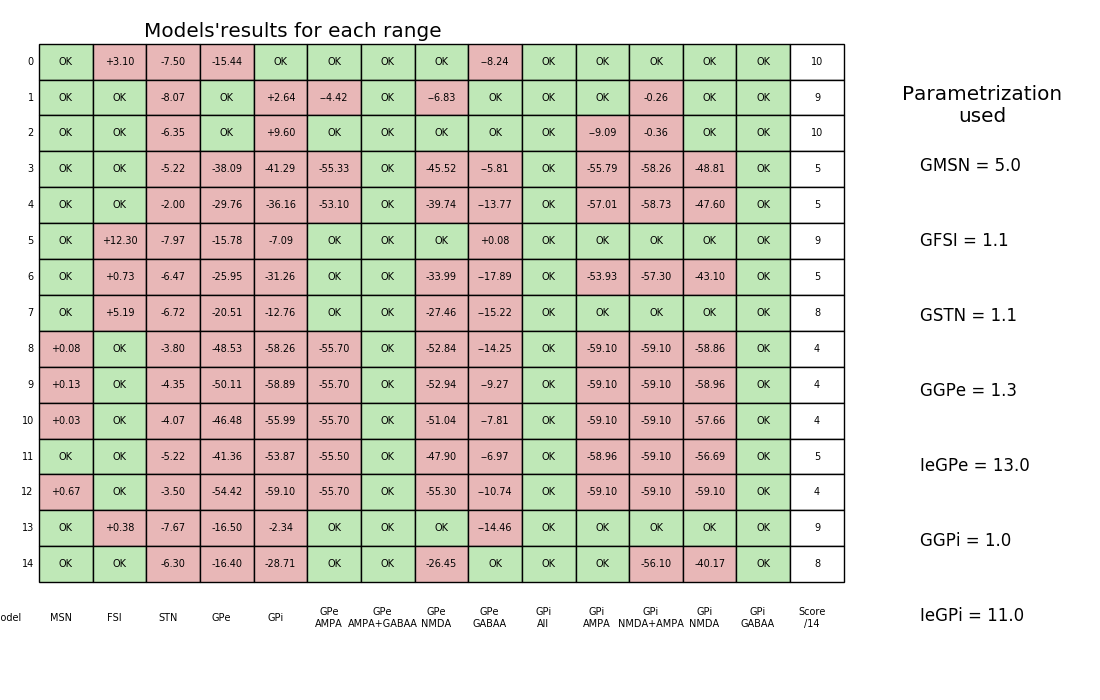 Models'results for each range
0 OK +3.10 -7.50 -15.44 OK OK OK OK --8.24 OK OK OK OK OK 10
1 OK OK -8.07 OK +2.64 --4.42 OK --6.83 OK OK OK -0.26 OK OK 9
2 OK OK -6.35 OK +9.60 OK OK OK OK OK --9.09 -0.36 OK OK 10
3 OK OK -5.22 -38.09 -41.29 -55.33 OK -45.52 --5.81 OK -55.79 -58.26 -48.81 OK 5
4 OK OK -2.00 -29.76 -36.16 -53.10 OK -39.74 --13.77 OK -57.01 -58.73 -47.60 OK 5
5 OK +12.30 -7.97 -15.78 -7.09 OK OK OK +0.08 OK OK OK OK OK 9
6 OK +0.73 -6.47 -25.95 -31.26 OK OK -33.99 --17.89 OK -53.93 -57.30 -43.10 OK 5
7 OK +5.19 -6.72 -20.51 -12.76 OK OK -27.46 --15.22 OK OK OK OK OK 8
8 +0.08 OK -3.80 -48.53 -58.26 -55.70 OK -52.84 --14.25 OK -59.10 -59.10 -58.86 OK 4
9 +0.13 OK -4.35 -50.11 -58.89 -55.70 OK -52.94 --9.27 OK -59.10 -59.10 -58.96 OK 4
10 +0.03 OK -4.07 -46.48 -55.99 -55.70 OK -51.04 --7.81 OK -59.10 -59.10 -57.66 OK 4
11 OK OK -5.22 -41.36 -53.87 -55.50 OK -47.90 --6.97 OK -58.96 -59.10 -56.69 OK 5
12 +0.67 OK -3.50 -54.42 -59.10 -55.70 OK -55.30 --10.74 OK -59.10 -59.10 -59.10 OK 4
13 OK +0.38 -7.67 -16.50 -2.34 OK OK OK --14.46 OK OK OK OK OK 9
14 OK OK -6.30 -16.40 -28.71 OK OK -26.45 OK OK OK -56.10 -40.17 OK 8
odel MSN FSI STN GPe GPi GPe AMPA GPe AMPA+GABAA GPe NMDA GPe GABAA GPi All GPi AMPA GPi NMDA+AMPA GPi NMDA GPi GABAA Score /14
Parametrization
used
GMSN = 5.0
GFSI = 1.1
GSTN = 1.1
GGPe = 1.3
IeGPe = 13.0
GGPi = 1.0
IeGPi = 11.0